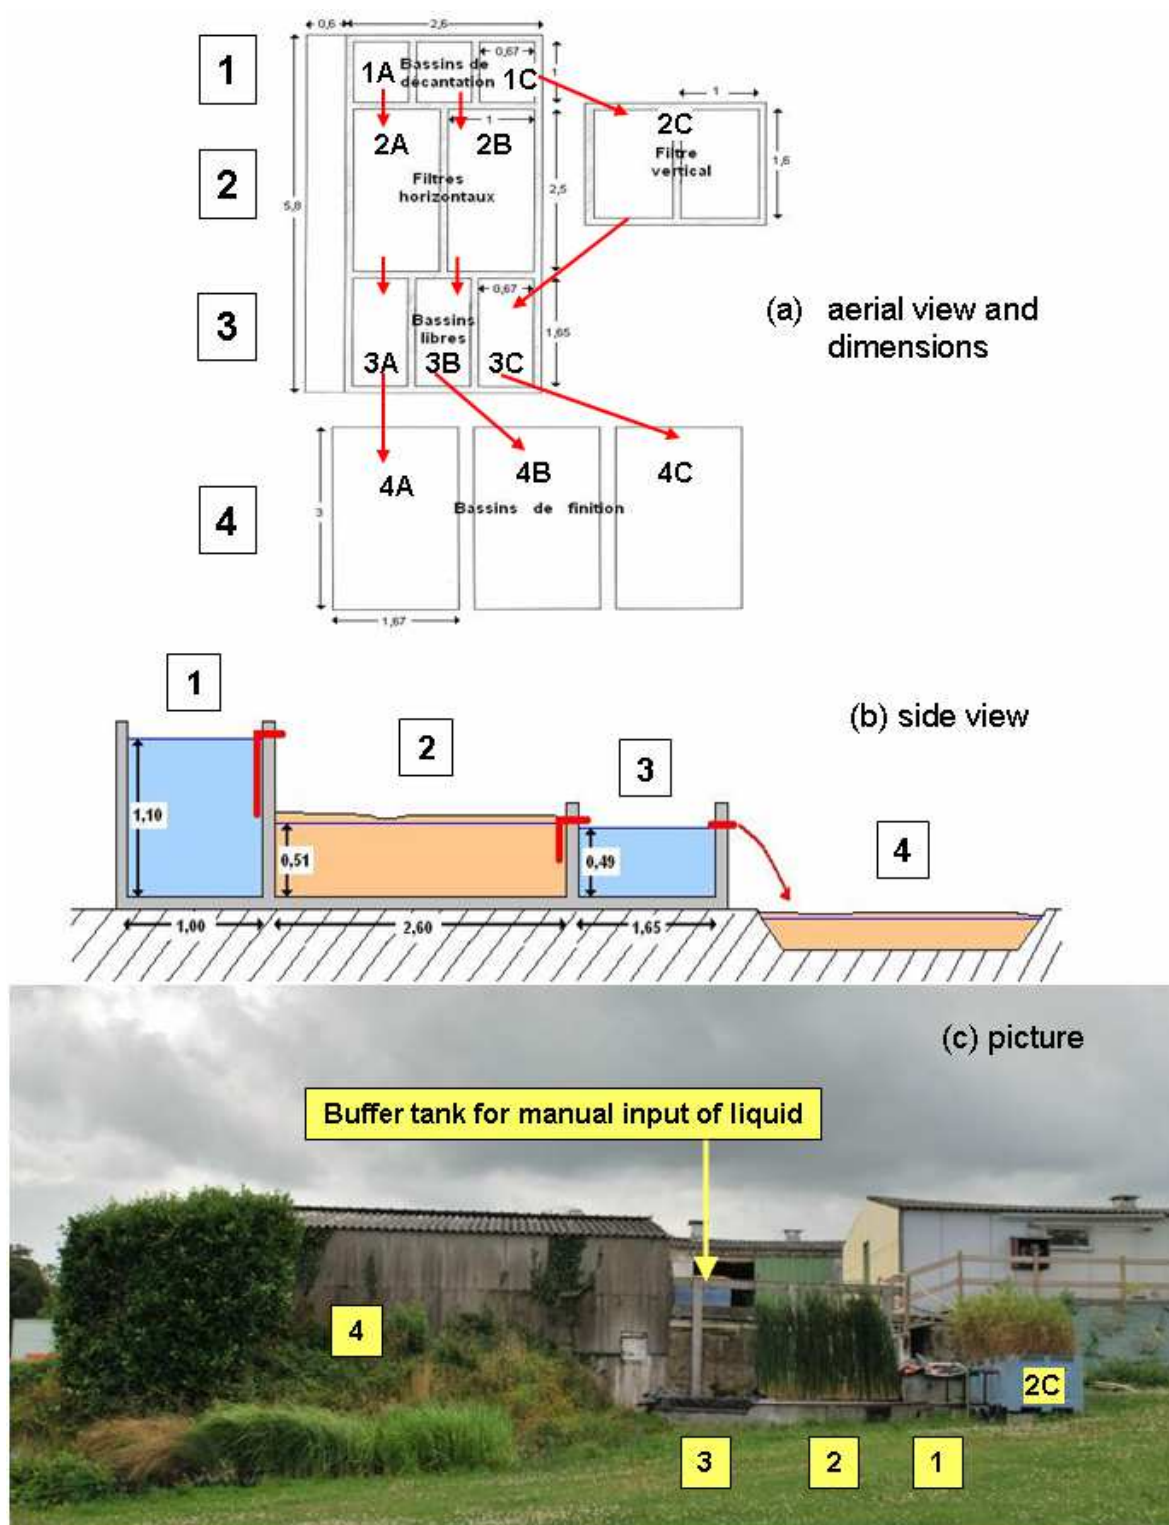 0,6
2,6
1
1A
Bassins de
décantation
0,67
1C
1
1
2C
Filtre
vertical
1,6
2
2A
1
2B
Filtres
horizontaux
2,5
5,8
3
0,67
Bassins
libres
1,65
3A
3B
3C
(a) aerial view and
dimensions
4
3
4A
4B
4C
Bassins de finition
1,67
1
(b) side view
2
3
4
1,10
0,51
0,49
1,00
2,60
1,65
(c) picture
Buffer tank for manual input of liquid
4
2C
3
2
1